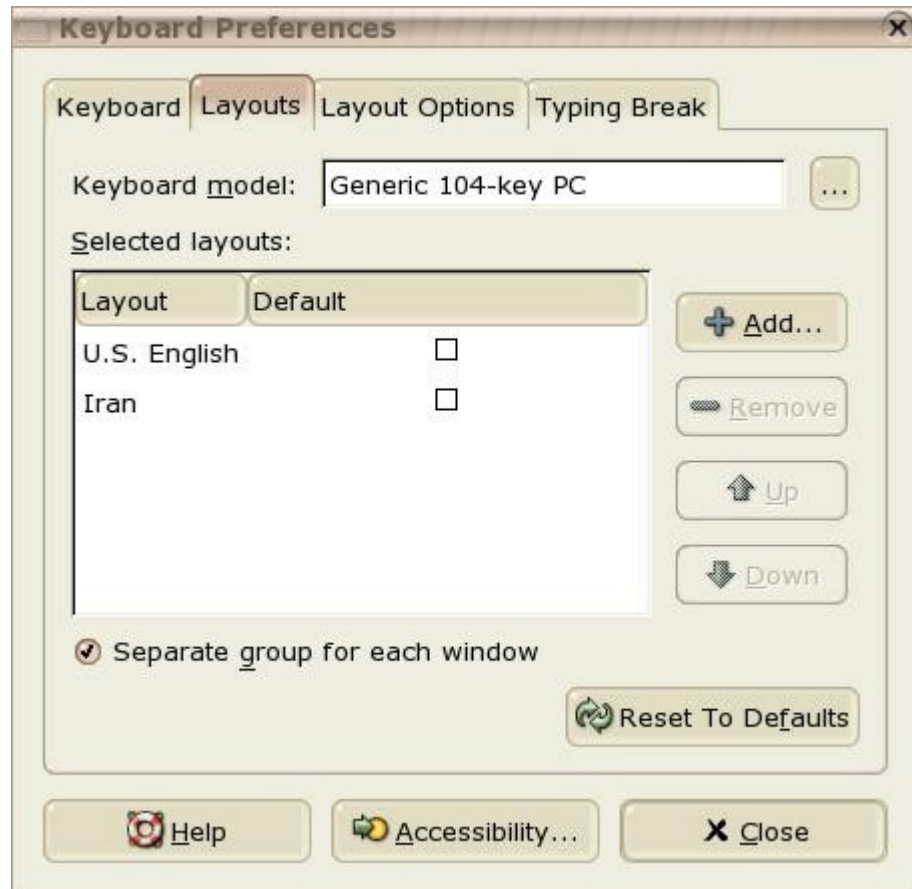 Keyboard Preferences
Keyboard Layouts Layout Options Typing Break
Keyboard model: Generic 104-key PC ...
Selected layouts:
Layout Default
Add...
U.S. English
Iran
Remove
Up
Down
Separate group for each window
Reset To Defaults
Help Accessibility... Close